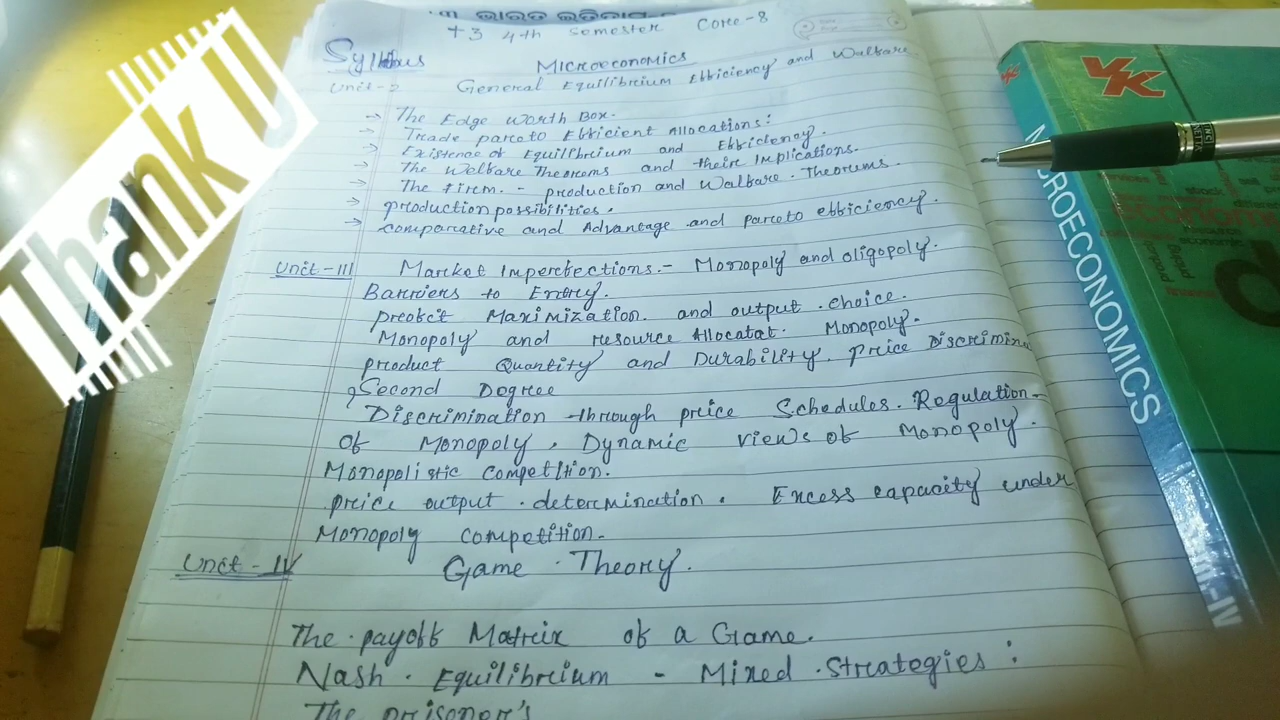 +3 4th Semester Core-8
Syllabus
Microeconomics
Unit-2 General Equilibrium Efficiency and Walfare
→ The Edge Worth Box.
→ Trade pareto Efficient Allocations:
→ Existence of Equilibrium and Efficiency.
→ The Welfare Theorems and their Implications.
→ The firm. - production and Walfare. Theorems.
→ production possibilities.
→ comparative and Advantage and pareto efficiency.
Unit-III Market Imperfections.- Monopoly and oligopoly.
Barriers to Entry.
profit Maximization. and output choice.
Monopoly and resource Allocatat. Monopoly.
product Quantity and Durability. price Discrimina
Second Degree
Discrimination through price Schedules. Regulation-
of Monopoly, Dynamic views of Monopoly.
Monopolistic competition.
price output determination. Excess capacity under
Monopoly competition.
Unit-IV Game Theory.
The payoff Matrix of a Game.
Nash Equilibrium - Mixed Strategies:
The prisoner's
Thank U
VK
MICROECONOMICS
economic